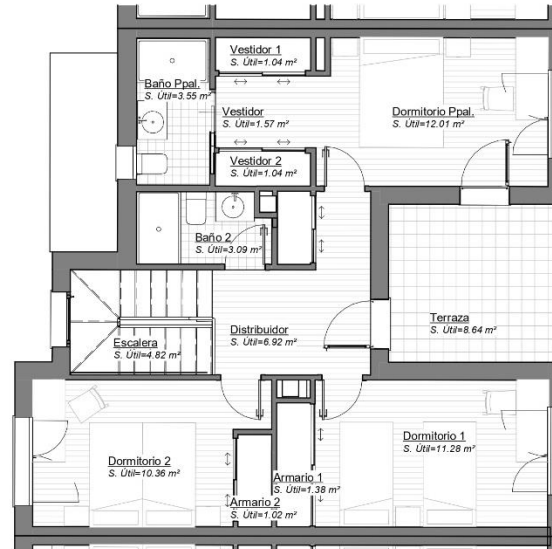 Vestidor 1
S. Útil=1.04 m²
Baño Ppal.
S. Útil=3.55 m²
Vestidor
S. Útil=1.57 m²
Dormitorio Ppal.
S. Útil=12.01 m²
Vestidor 2
S. Útil=1.04 m²
Baño 2
S. Útil=3.09 m²
Terraza
S. Útil=8.64 m²
Distribuidor
S. Útil=6.92 m²
Escalera
S. Útil=4.82 m²
Dormitorio 2
S. Útil=10.36 m²
Dormitorio 1
S. Útil=11.28 m²
Armario 1
S. Útil=1.38 m²
Armario 2
S. Útil=1.02 m²